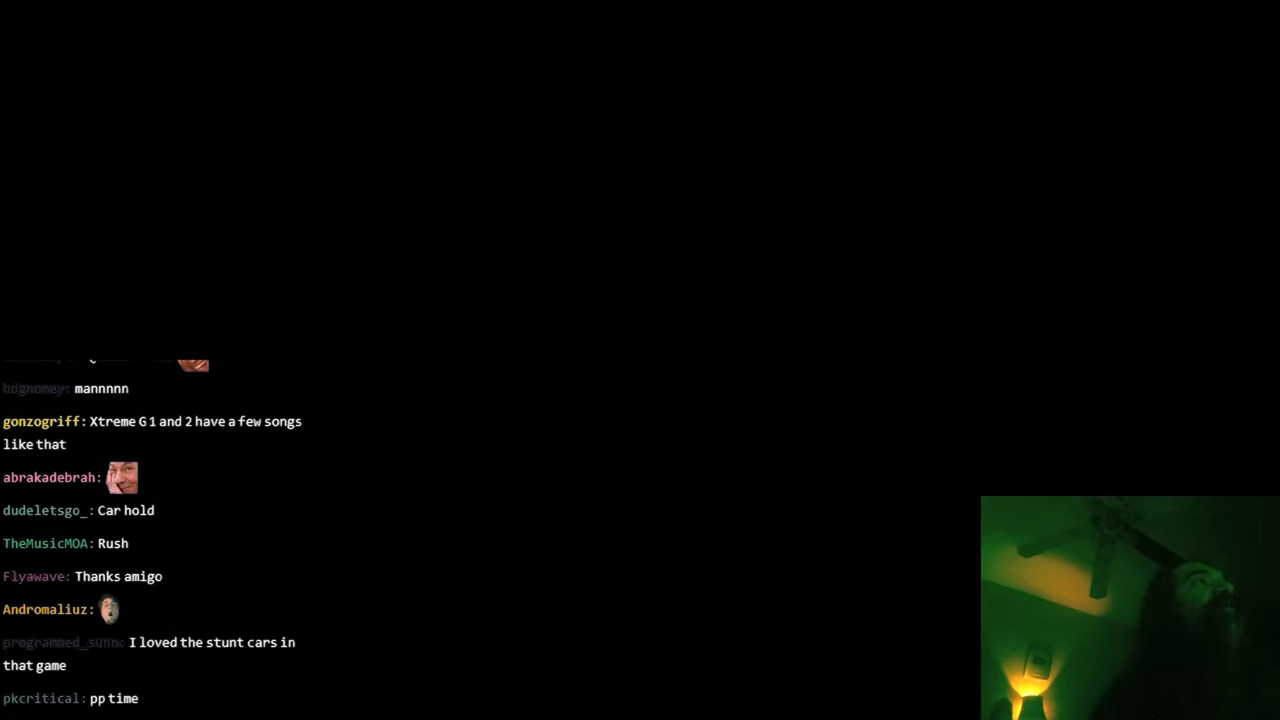 hdgnomey: mannnnn
gonzogriff: Xtreme G 1 and 2 have a few songs
like that
abrakadebrah:
dudeletsgo_: Car hold
TheMusicMOA: Rush
Flyawave: Thanks amigo
Andromaliuz:
programmed_sunn: I loved the stunt cars in
that game
pkcritical: pp time